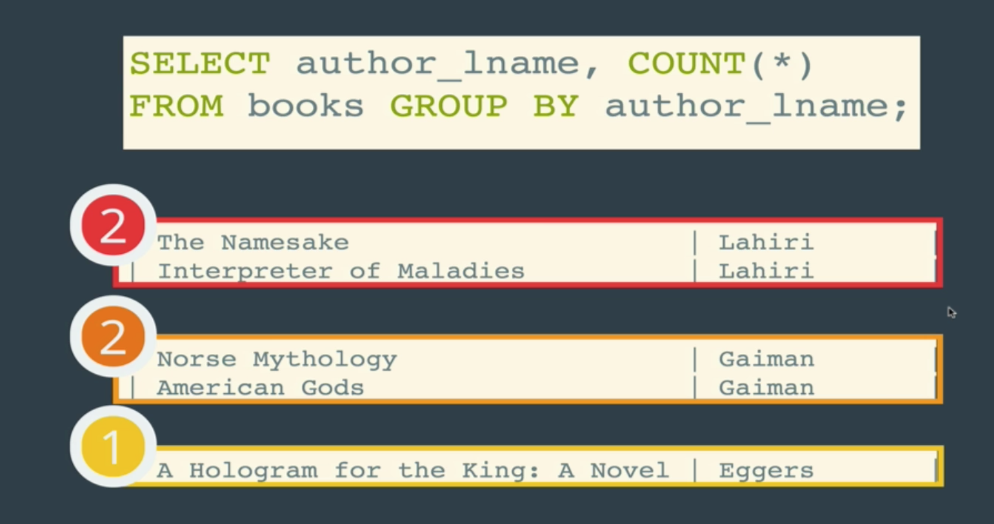 SELECT author_lname, COUNT(*)
FROM books GROUP BY author_lname;
2
The Namesake | Lahiri |
| Interpreter of Maladies | Lahiri |
2
Norse Mythology | Gaiman |
| American Gods | Gaiman |
1
A Hologram for the King: A Novel | Eggers |